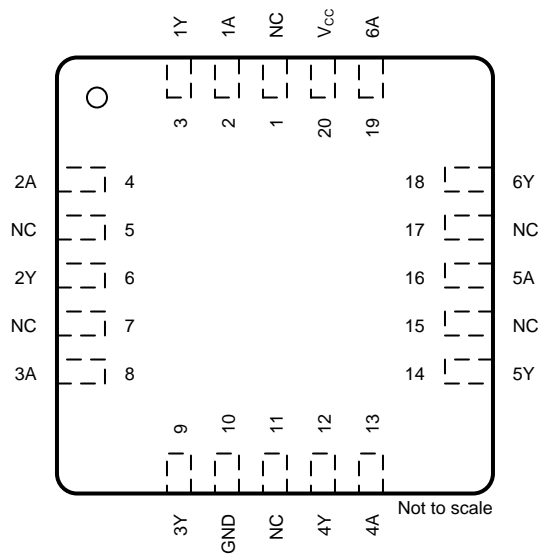 1Y 1A NC VCC 6A
3 2 1 20 19
2A 4 18 6Y
NC 5 17 NC
2Y 6 16 5A
NC 7 15 NC
3A 8 14 5Y
9 10 11 12 13
3Y GND NC 4Y 4A
Not to scale